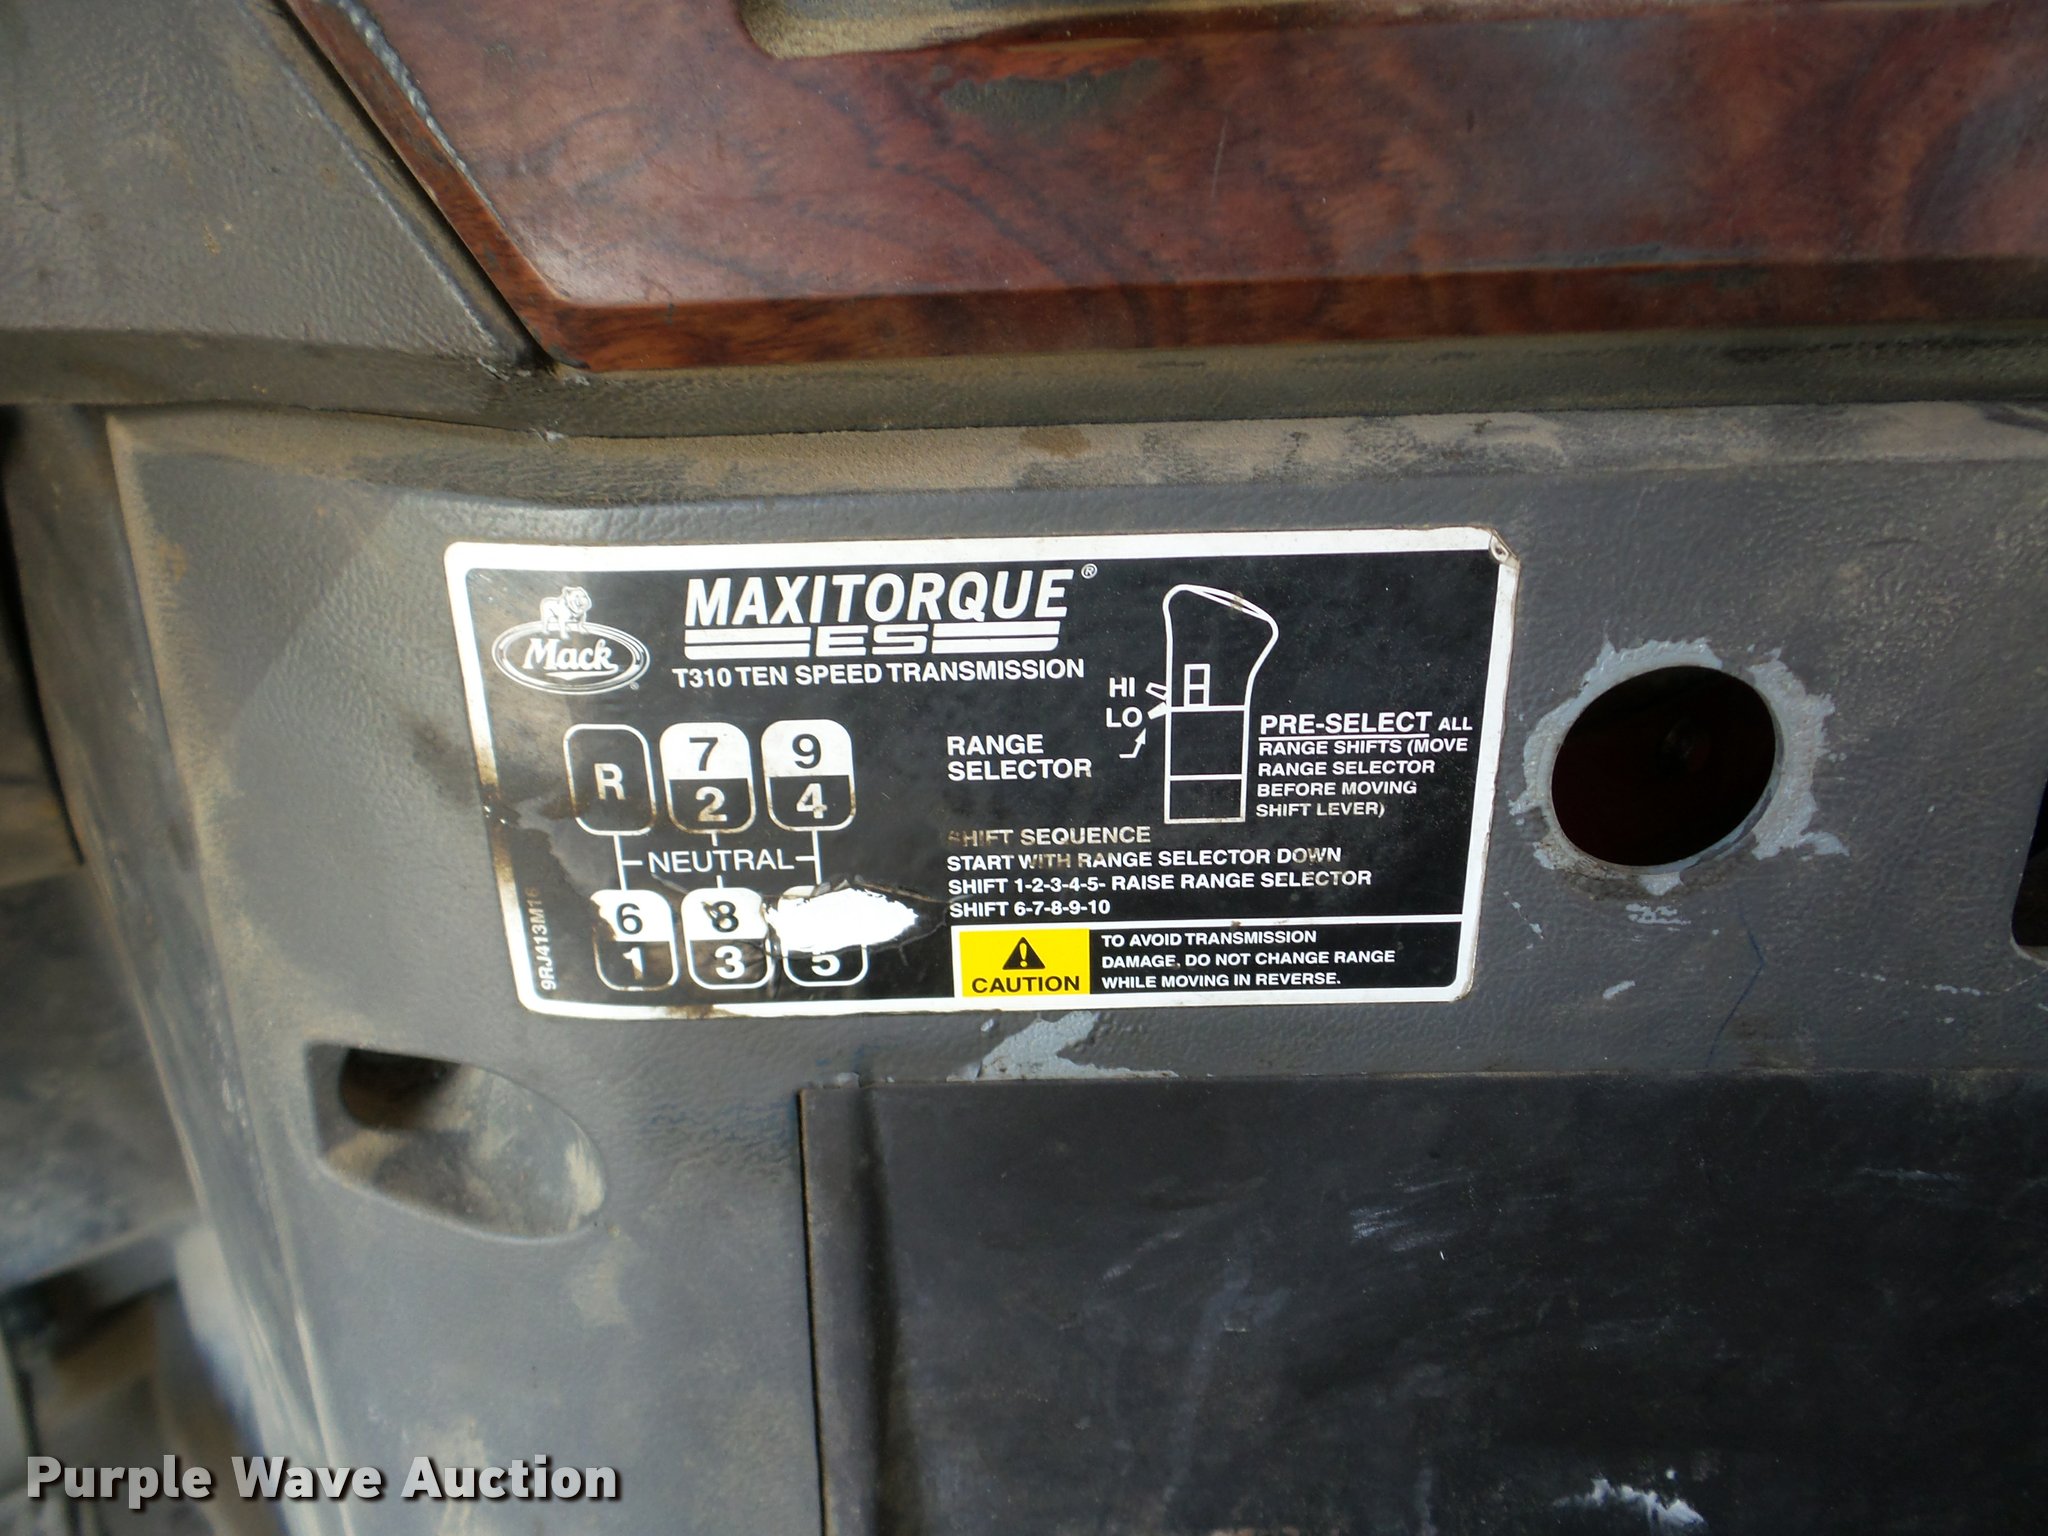 MAXITORQUE®
ES
T310 TEN SPEED TRANSMISSION
Mack
®
R
7
2
9
4
NEUTRAL
6
1
8
3
5
9RJ413M16
HI
LO
RANGE
SELECTOR
PRE-SELECT ALL
RANGE SHIFTS (MOVE
RANGE SELECTOR
BEFORE MOVING
SHIFT LEVER)
SHIFT SEQUENCE
START WITH RANGE SELECTOR DOWN
SHIFT 1-2-3-4-5- RAISE RANGE SELECTOR
SHIFT 6-7-8-9-10
CAUTION
TO AVOID TRANSMISSION
DAMAGE, DO NOT CHANGE RANGE
WHILE MOVING IN REVERSE.
Purple Wave Auction